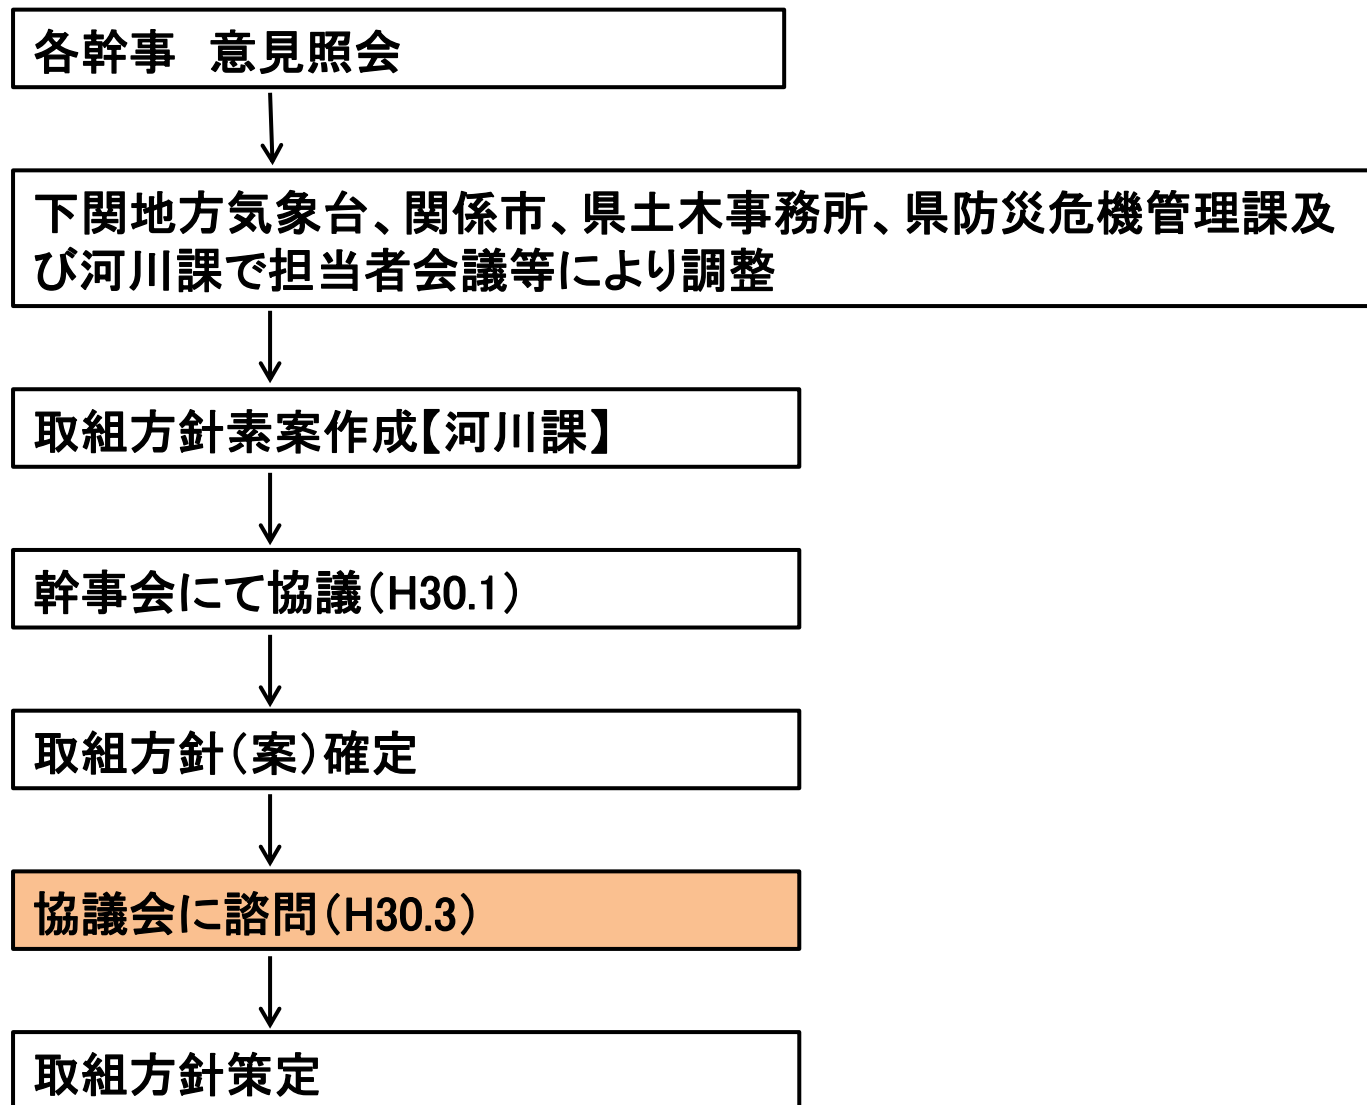 各幹事　意見照会
下関地方気象台、関係市、県土木事務所、県防災危機管理課及
び河川課で担当者会議等により調整
取組方針素案作成【河川課】
幹事会にて協議（H30.1）
取組方針（案）確定
協議会に諮問（H30.3）
取組方針策定